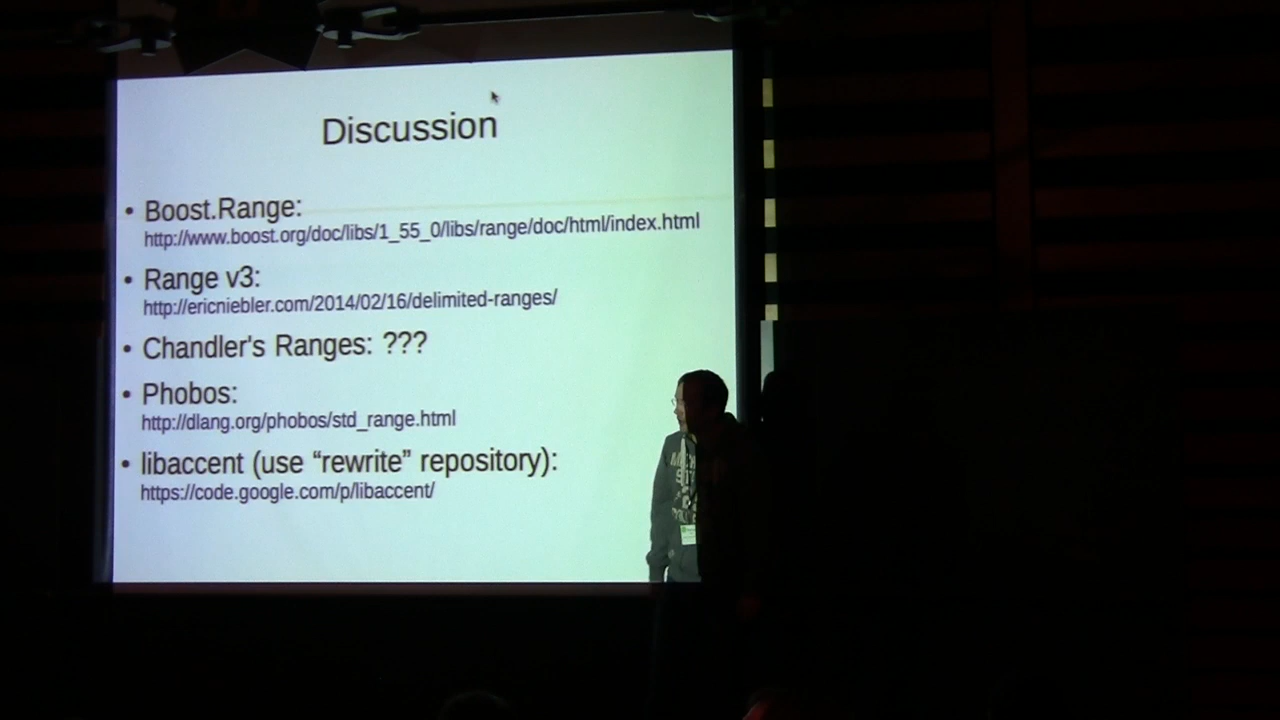 Discussion
• Boost.Range:
http://www.boost.org/doc/libs/1_55_0/libs/range/doc/html/index.html
• Range v3:
http://ericniebler.com/2014/02/16/delimited-ranges/
• Chandler's Ranges: ???
• Phobos:
http://dlang.org/phobos/std_range.html
• libaccent (use “rewrite” repository):
https://code.google.com/p/libaccent/